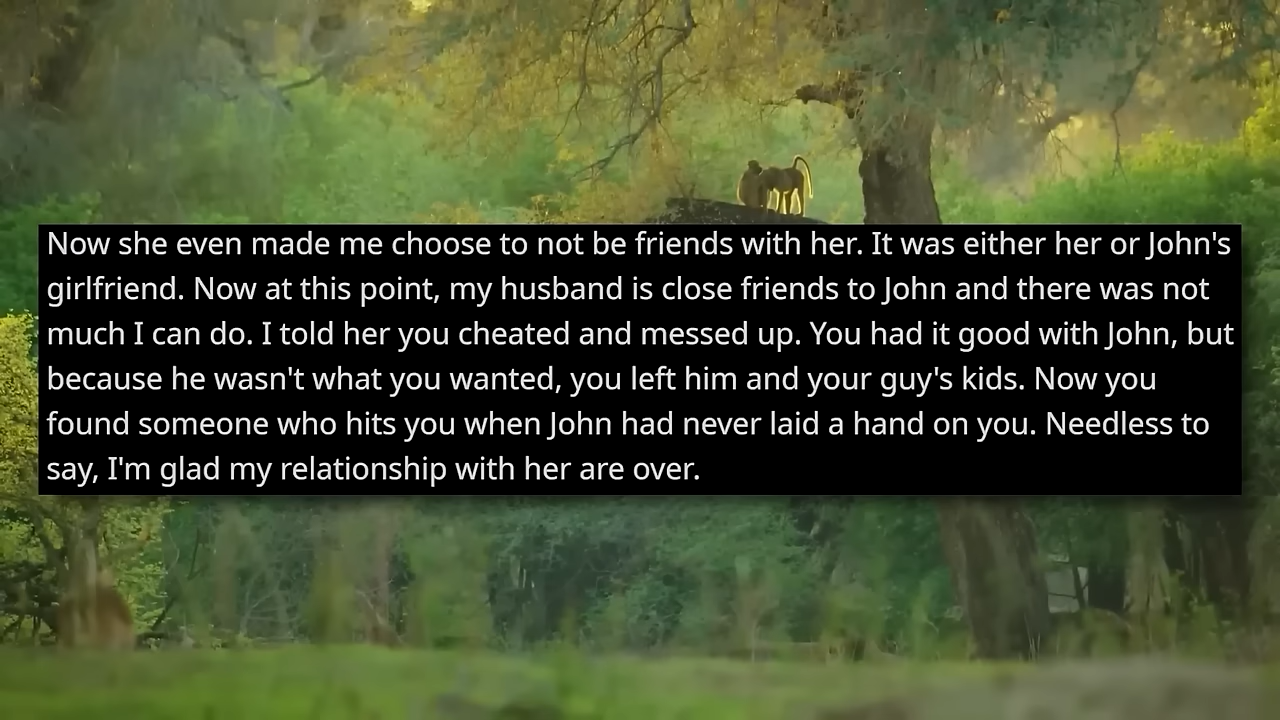 Now she even made me choose to not be friends with her. It was either her or John's
girlfriend. Now at this point, my husband is close friends to John and there was not
much I can do. I told her you cheated and messed up. You had it good with John, but
because he wasn't what you wanted, you left him and your guy's kids. Now you
found someone who hits you when John had never laid a hand on you. Needless to
say, I'm glad my relationship with her are over.